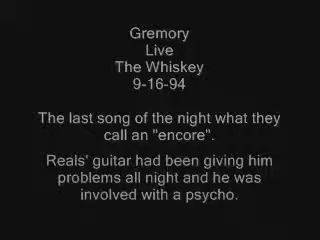 Gremory
Live
The Whiskey
9-16-94
The last song of the night what they
call an "encore".
Reals' guitar had been giving him
problems all night and he was
involved with a psycho.